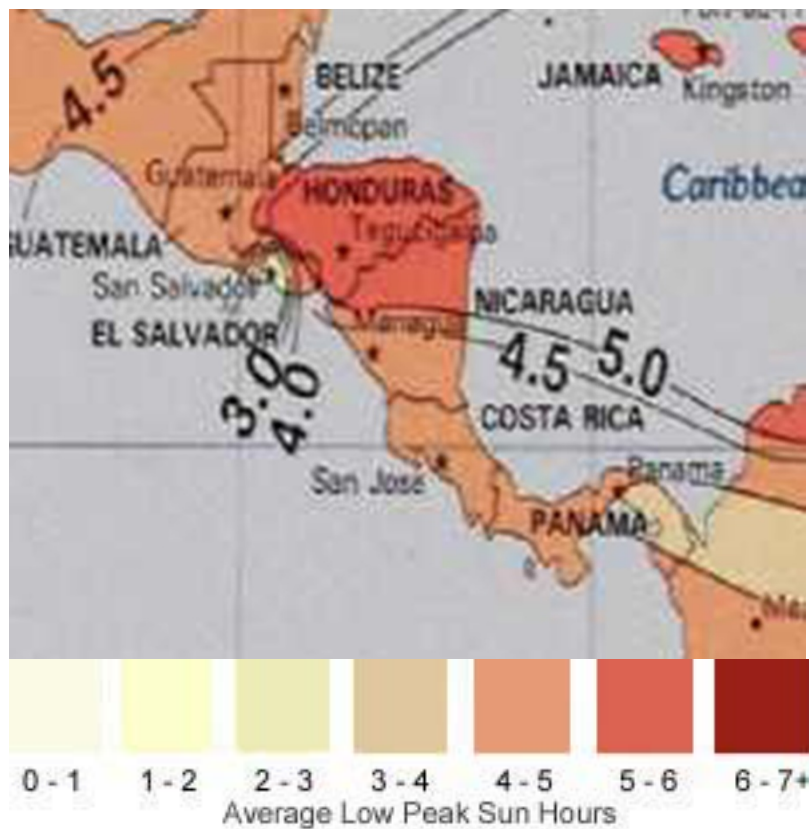 4.5
BELIZE
JAMAICA
Kingston
Belmopan
Guatemala
HONDURAS
Caribbea
Tegucigalpa
GUATEMALA
San Salvador
NICARAGUA
EL SALVADOR
Managua
4.5
5.0
3.0
4.0
COSTA RICA
San José
Panama
PANAMA
0 - 1 1 - 2 2 - 3 3 - 4 4 - 5 5 - 6 6 - 7+
Average Low Peak Sun Hours